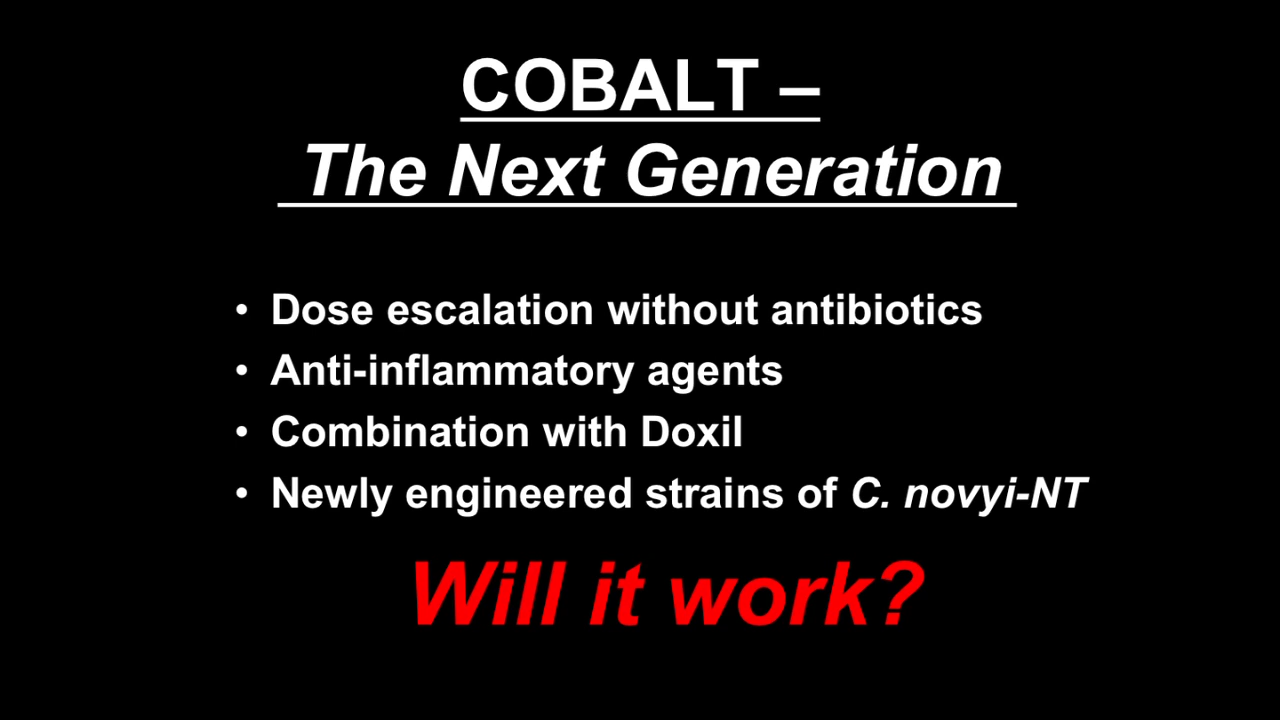 COBALT –
The Next Generation
• Dose escalation without antibiotics
• Anti-inflammatory agents
• Combination with Doxil
• Newly engineered strains of C. novyi-NT
Will it work?